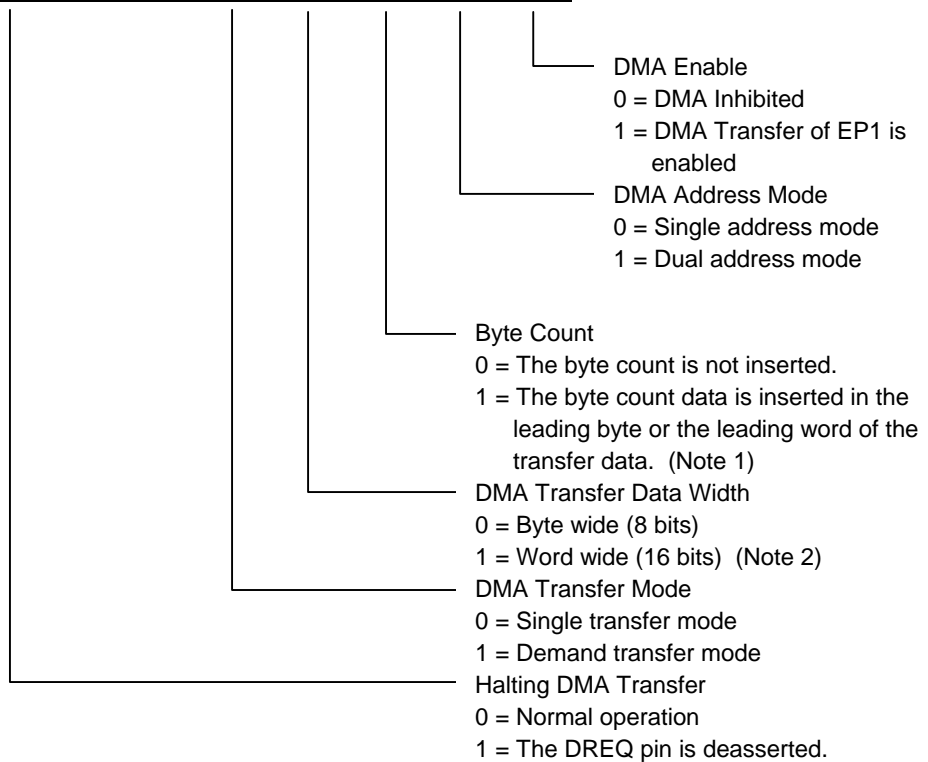 DMA Enable
0 = DMA Inhibited
1 = DMA Transfer of EP1 is
enabled
DMA Address Mode
0 = Single address mode
1 = Dual address mode
Byte Count
0 = The byte count is not inserted.
1 = The byte count data is inserted in the
leading byte or the leading word of the
transfer data.  (Note 1)
DMA Transfer Data Width
0 = Byte wide (8 bits)
1 = Word wide (16 bits)  (Note 2)
DMA Transfer Mode
0 = Single transfer mode
1 = Demand transfer mode
Halting DMA Transfer
0 = Normal operation
1 = The DREQ pin is deasserted.